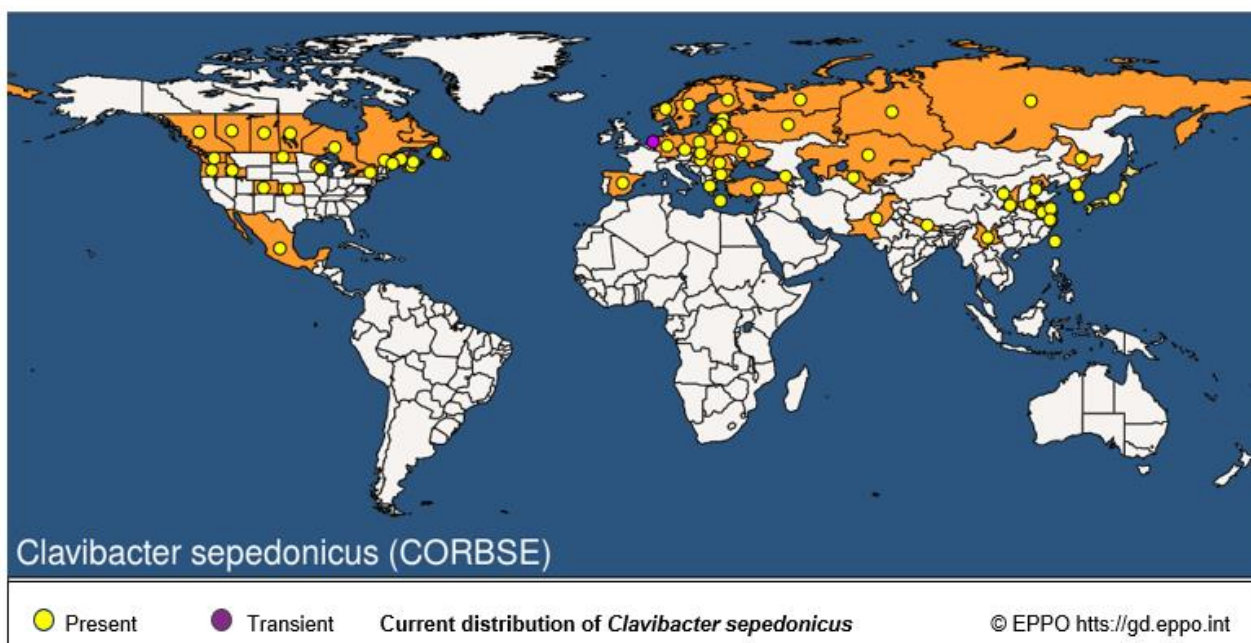 Clavibacter sepedonicus (CORBSE)
Present Transient Current distribution of Clavibacter sepedonicus © EPPO htts://gd.eppo.int